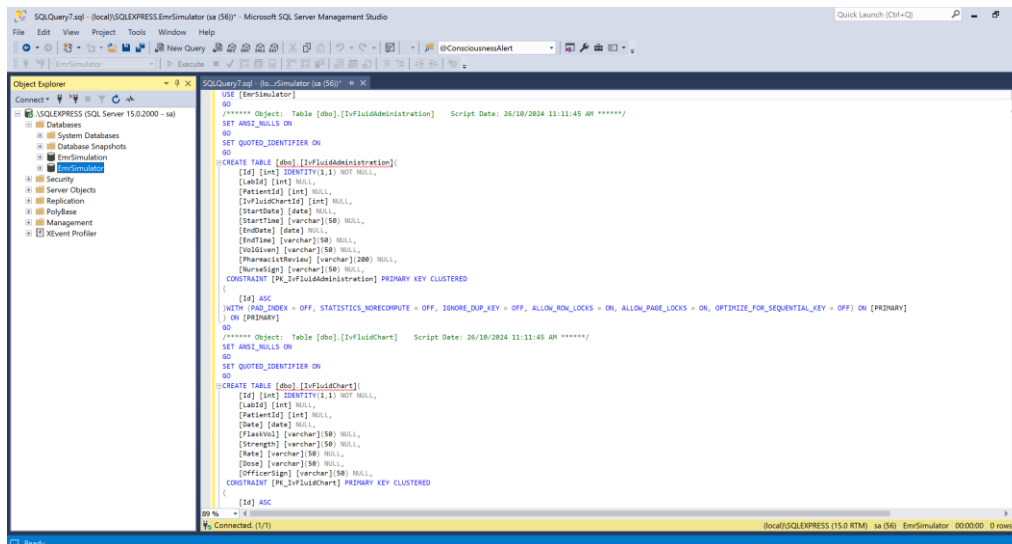 SQLQuery7.sql - (local)\SQLEXPRESS.EmrSimulator (sa (56))* - Microsoft SQL Server Management Studio
Quick Launch (Ctrl+Q)
File Edit View Project Tools Window Help
New Query
@ConsciousnessAlert
EmrSimulator
Execute
Object Explorer
SQLQuery7.sql - (lo...rSimulator (sa (56))*
Connect
.\SQLEXPRESS (SQL Server 15.0.2000 - sa)
Databases
System Databases
Database Snapshots
EmrSimulation
EmrSimulator
Security
Server Objects
Replication
PolyBase
Management
XEvent Profiler
USE [EmrSimulator]
GO
/****** Object: Table [dbo].[IvFluidAdministration] Script Date: 26/10/2024 11:11:45 AM ******/
SET ANSI_NULLS ON
GO
SET QUOTED_IDENTIFIER ON
GO
CREATE TABLE [dbo].[IvFluidAdministration](
[Id] [int] IDENTITY(1,1) NOT NULL,
[LabId] [int] NULL,
[PatientId] [int] NULL,
[IvFluidChartId] [int] NULL,
[StartDate] [date] NULL,
[StartTime] [varchar](50) NULL,
[EndDate] [date] NULL,
[EndTime] [varchar](50) NULL,
[VolGiven] [varchar](50) NULL,
[PharmacistReview] [varchar](200) NULL,
[NurseSign] [varchar](50) NULL,
CONSTRAINT [PK_IvFluidAdministration] PRIMARY KEY CLUSTERED
(
[Id] ASC
)WITH (PAD_INDEX = OFF, STATISTICS_NORECOMPUTE = OFF, IGNORE_DUP_KEY = OFF, ALLOW_ROW_LOCKS = ON, ALLOW_PAGE_LOCKS = ON, OPTIMIZE_FOR_SEQUENTIAL_KEY = OFF) ON [PRIMARY]
) ON [PRIMARY]
GO
/****** Object: Table [dbo].[IvFluidChart] Script Date: 26/10/2024 11:11:45 AM ******/
SET ANSI_NULLS ON
GO
SET QUOTED_IDENTIFIER ON
GO
CREATE TABLE [dbo].[IvFluidChart](
[Id] [int] IDENTITY(1,1) NOT NULL,
[LabId] [int] NULL,
[PatientId] [int] NULL,
[Date] [date] NULL,
[FlaskVol] [varchar](50) NULL,
[Strength] [varchar](50) NULL,
[Rate] [varchar](50) NULL,
[Dose] [varchar](50) NULL,
[OfficerSign] [varchar](50) NULL,
CONSTRAINT [PK_IvFluidChart] PRIMARY KEY CLUSTERED
(
[Id] ASC
89 %
Connected. (1/1)
(local)\SQLEXPRESS (15.0 RTM) sa (56) EmrSimulator 00:00:00 0 rows
Ready